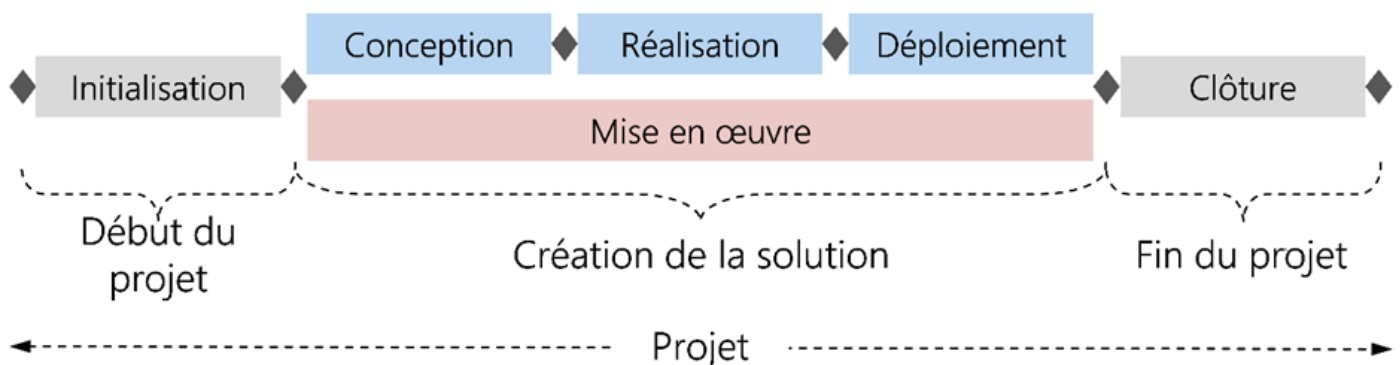 Conception
Réalisation
Déploiement
Initialisation
Clôture
Mise en œuvre
Début du
projet
Création de la solution
Fin du projet
Projet